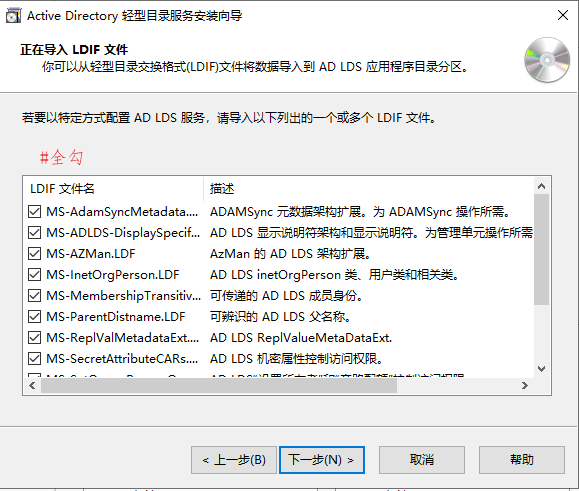 Active Directory 轻型目录服务安装向导
正在导入 LDIF 文件
你可以从轻型目录交换格式(LDIF)文件将数据导入到 AD LDS 应用程序目录分区。
若要以特定方式配置 AD LDS 服务，请导入以下列出的一个或多个 LDIF 文件。
#全勾
LDIF 文件名 描述
MS-AdamSyncMetadata.... ADAMSync 元数据架构扩展。为 ADAMSync 操作所需。
MS-ADLDS-DisplaySpecif... AD LDS 显示说明符架构和显示说明符。为管理单元操作所需
MS-AZMan.LDF AzMan 的 AD LDS 架构扩展。
MS-InetOrgPerson.LDF AD LDS inetOrgPerson 类、用户类和相关类。
MS-MembershipTransitiv... 可传递的 AD LDS 成员身份。
MS-ParentDistname.LDF 可辨识的 AD LDS 父名称。
MS-ReplValMetadataExt.... AD LDS ReplValueMetaDataExt.
MS-SecretAttributeCARs.... AD LDS 机密属性控制访问权限。
< 上一步(B) 下一步(N) > 取消 帮助